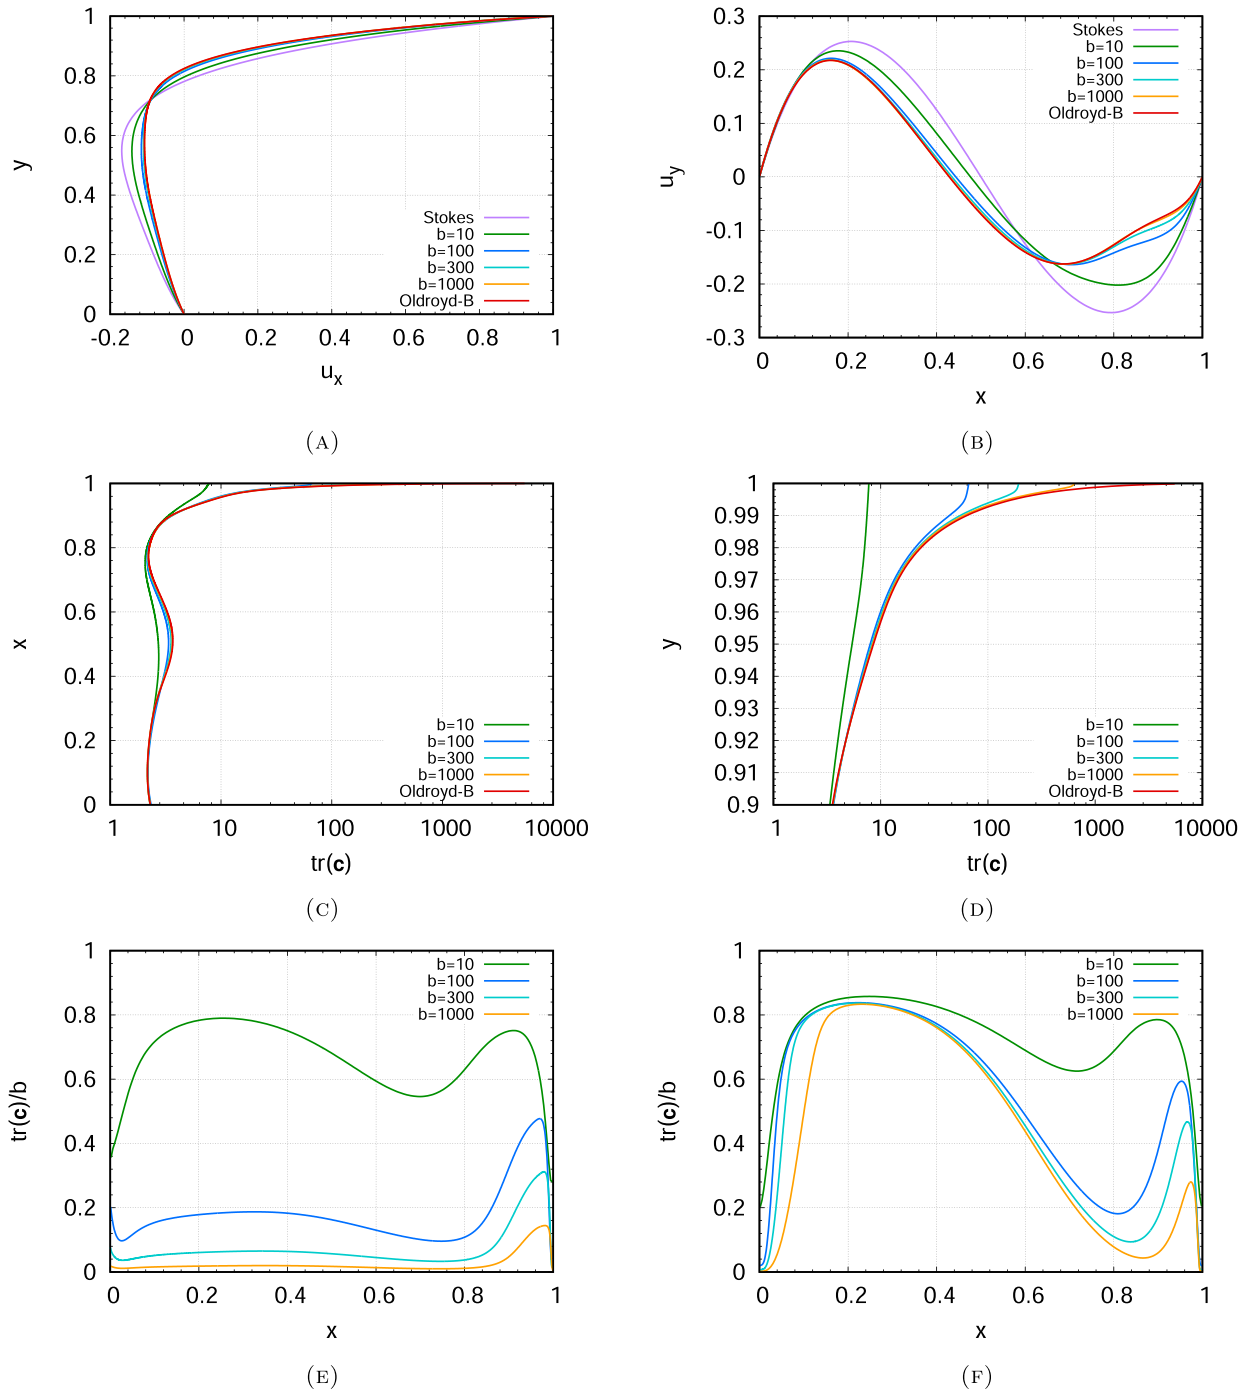 1
0.8
0.6
0.4
0.2
0
y
Stokes
b=10
b=100
b=300
b=1000
Oldroyd-B
-0.2 0 0.2 0.4 0.6 0.8 1
u_x
(A)
0.3
0.2
0.1
0
-0.1
-0.2
-0.3
u_y
Stokes
b=10
b=100
b=300
b=1000
Oldroyd-B
0 0.2 0.4 0.6 0.8 1
x
(B)
1
0.8
0.6
0.4
0.2
0
x
b=10
b=100
b=300
b=1000
Oldroyd-B
1 10 100 1000 10000
tr(c)
(C)
1
0.99
0.98
0.97
0.96
0.95
0.94
0.93
0.92
0.91
0.9
y
b=10
b=100
b=300
b=1000
Oldroyd-B
1 10 100 1000 10000
tr(c)
(D)
1
0.8
0.6
0.4
0.2
0
tr(c)/b
b=10
b=100
b=300
b=1000
0 0.2 0.4 0.6 0.8 1
x
(E)
1
0.8
0.6
0.4
0.2
0
tr(c)/b
b=10
b=100
b=300
b=1000
0 0.2 0.4 0.6 0.8 1
x
(F)